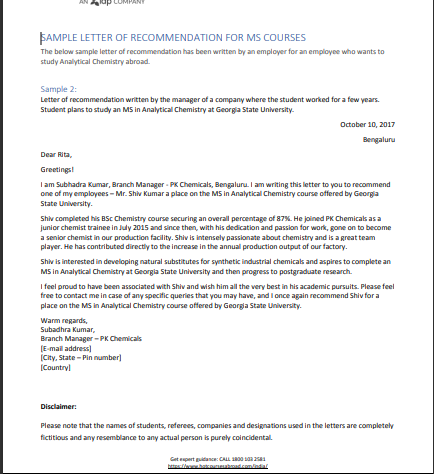 AN idp COMPANY
SAMPLE LETTER OF RECOMMENDATION FOR MS COURSES
The below sample letter of recommendation has been written by an employer for an employee who wants to
study Analytical Chemistry abroad.
Sample 2:
Letter of recommendation written by the manager of a company where the student worked for a few years.
Student plans to study an MS in Analytical Chemistry at Georgia State University.
October 10, 2017
Bengaluru
Dear Rita,
Greetings!
I am Subhadra Kumar, Branch Manager - PK Chemicals, Bengaluru. I am writing this letter to you to recommend
one of my employees – Mr. Shiv Kumar a place on the MS in Analytical Chemistry course offered by Georgia
State University.
Shiv completed his BSc Chemistry course securing an overall percentage of 87%. He joined PK Chemicals as a
junior chemist trainee in July 2015 and since then, with his dedication and passion for work, gone on to become
a senior chemist in our production facility. Shiv is intensely passionate about chemistry and is a great team
player. He has contributed directly to the increase in the annual production output of our factory.
Shiv is interested in developing natural substitutes for synthetic industrial chemicals and aspires to complete an
MS in Analytical Chemistry at Georgia State University and then progress to postgraduate research.
I feel proud to have been associated with Shiv and wish him all the very best in his academic pursuits. Please feel
free to contact me in case of any specific queries that you may have, and I once again recommend Shiv for a
place on the MS in Analytical Chemistry course offered by Georgia State University.
Warm regards,
Subadhra Kumar,
Branch Manager – PK Chemicals
[E-mail address]
[City, State – Pin number]
[Country]
Disclaimer:
Please note that the names of students, referees, companies and designations used in the letters are completely
fictitious and any resemblance to any actual person is purely coincidental.
Get expert guidance: CALL 1800 103 2581
https://www.hotcoursesabroad.com/india/